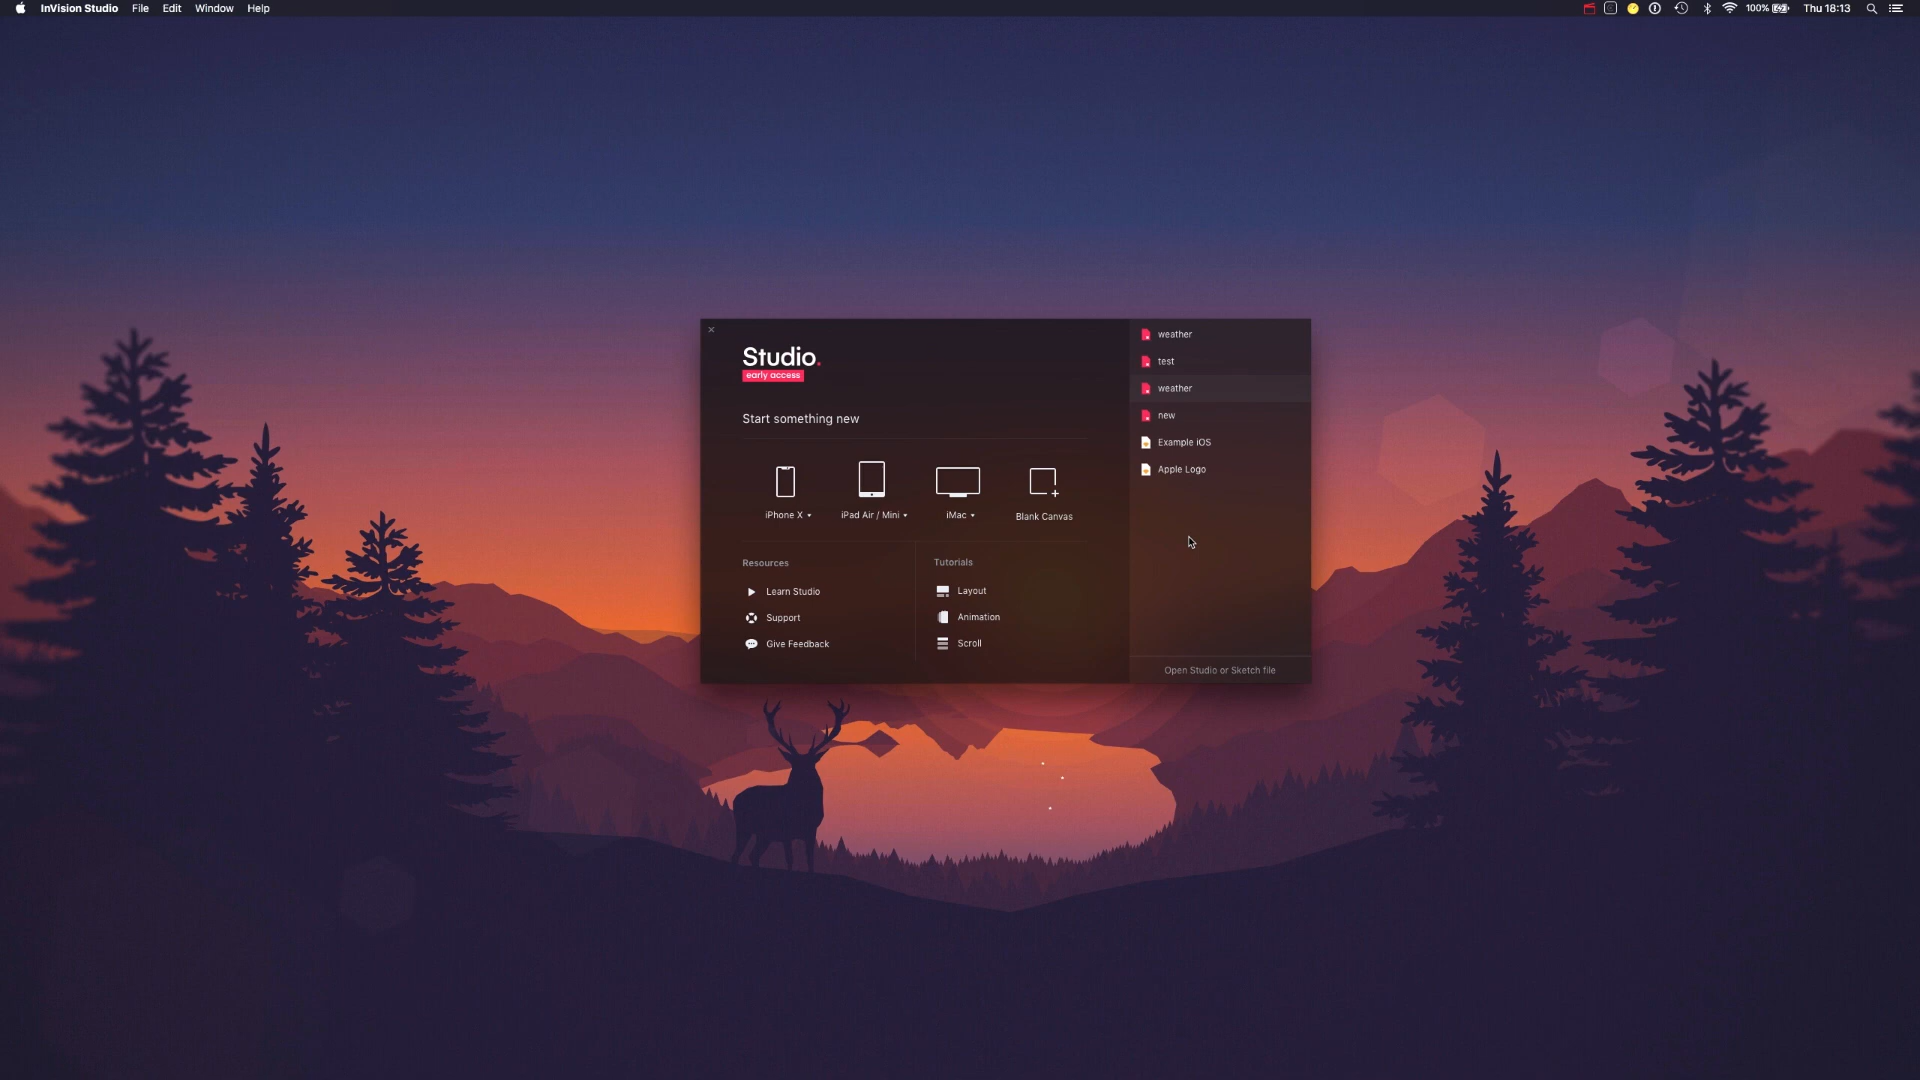 InVision Studio File Edit Window Help 100% Thu 18:13
Studio.
early access
Start something new
iPhone X iPad Air / Mini iMac Blank Canvas
Resources
Learn Studio
Support
Give Feedback
Tutorials
Layout
Animation
Scroll
weather
test
weather
new
Example iOS
Apple Logo
Open Studio or Sketch file